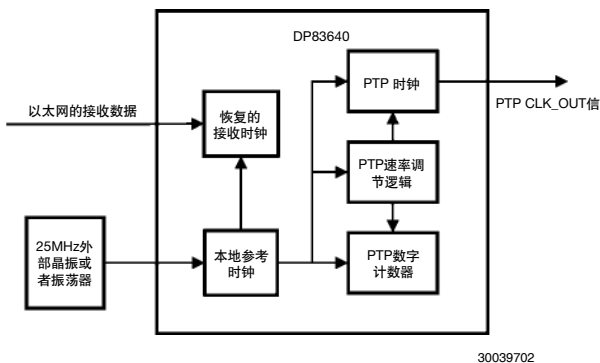 DP83640
以太网的接收数据
恢复的
接收时钟
PTP 时钟
PTP CLK_OUT信
PTP速率调
节逻辑
25MHz外
部晶振或
者振荡器
本地参考
时钟
PTP数字
计数器
30039702